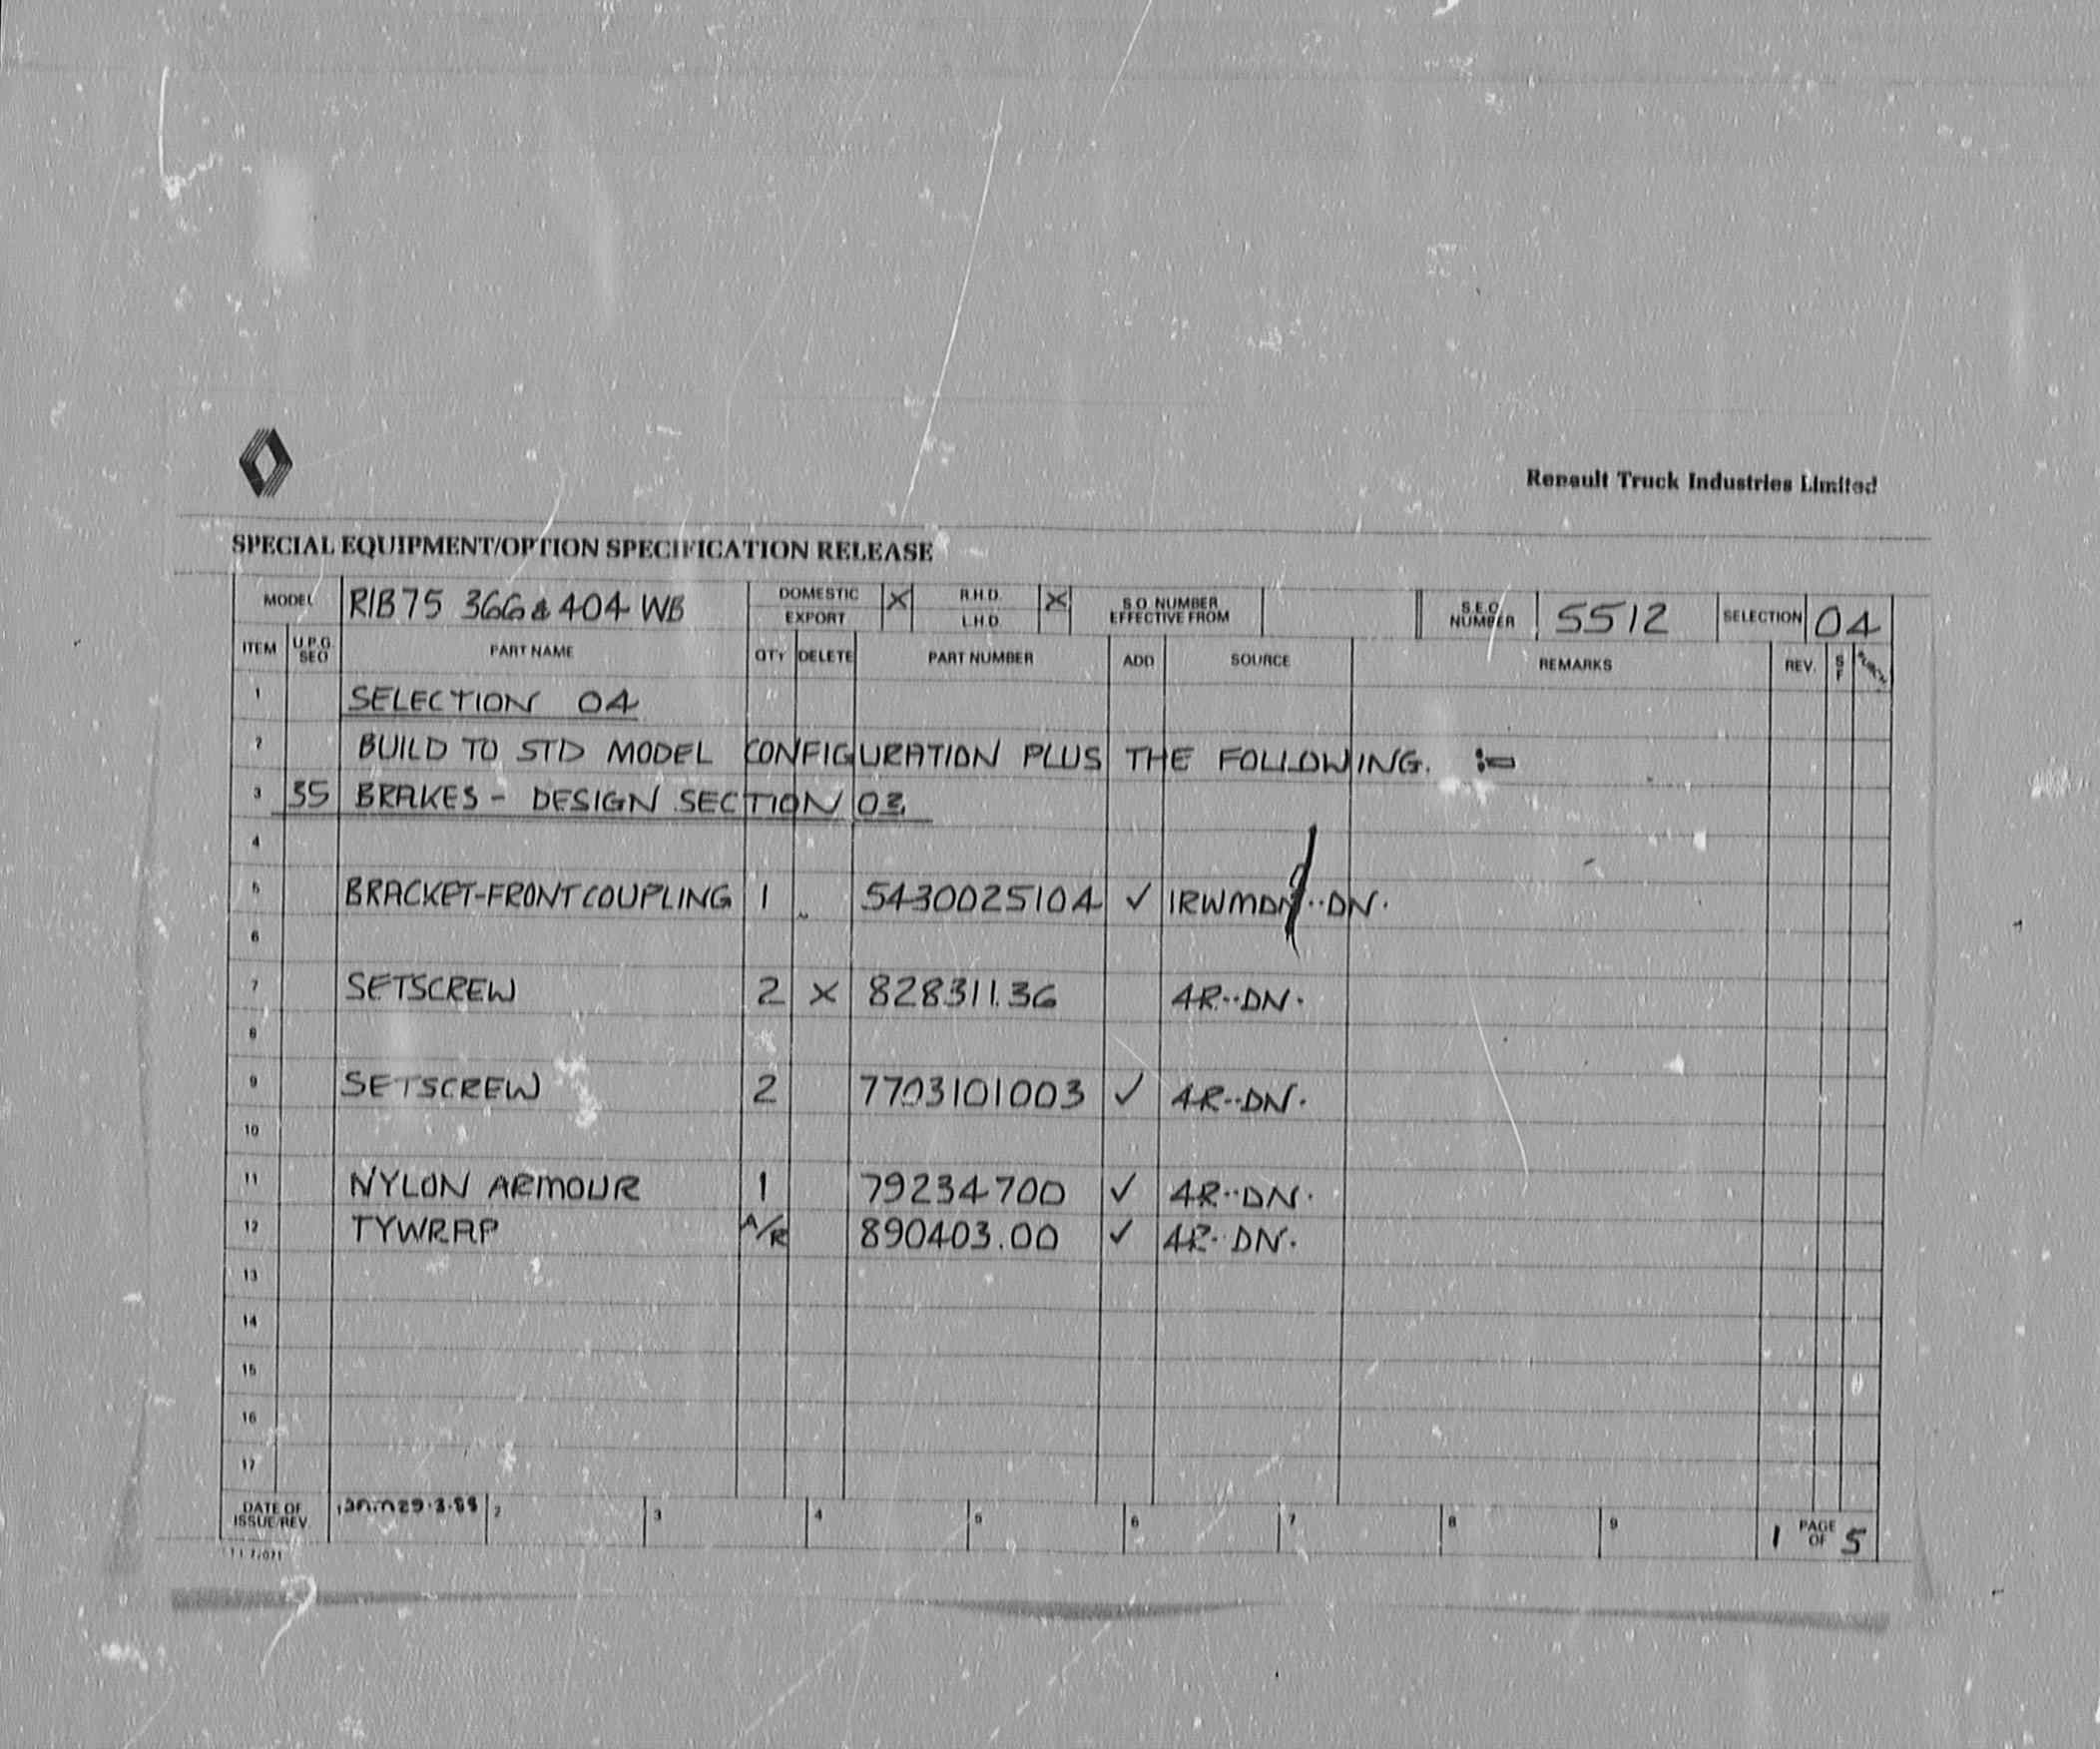 Renault Truck Industries Limited
SPECIAL EQUIPMENT/OPTION SPECIFICATION RELEASE
MODEL RIB75 366 & 404 WB DOMESTIC EXPORT X R.H.D. L.H.D. X S.O. NUMBER EFFECTIVE FROM S.E.O. NUMBER 5512 SELECTION 04
ITEM U.P.G. SEQ PART NAME QTY DELETE PART NUMBER ADD SOURCE REMARKS REV. S F
1 SELECTION 04
2 BUILD TO STD MODEL CONFIGURATION PLUS THE FOLLOWING. :-
3 35 BRAKES - DESIGN SECTION 03
4
5 BRACKET-FRONT COUPLING 1 5430025104 ✓ 1RWMDN··DN.
6
7 SETSCREW 2 X 828311.36 4R··DN.
8
9 SETSCREW 2 7703101003 ✓ 4R··DN.
10
11 NYLON ARMOUR 1 79234700 ✓ 4R··DN.
12 TYWRAP A/R 890403.00 ✓ 4R··DN.
13
14
15
16
17
DATE OF ISSUE/REV. 2 3 4 5 6 7 8 9 1 PAGE OF 5